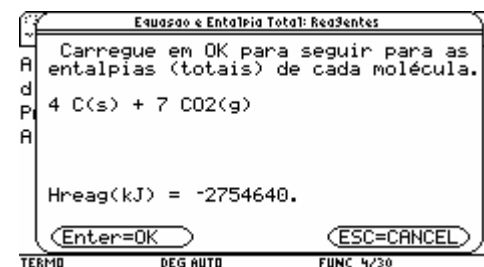 Equasao e Entalpia Total: Reagentes
Carregue em OK para seguir para as
entalpias (totais) de cada molécula.
4 C(s) + 7 CO2(g)
Hreag(kJ) = -2754640.
Enter=OK
ESC=CANCEL
A
d
P
A
TERMO DEG AUTO FUNC 4/30